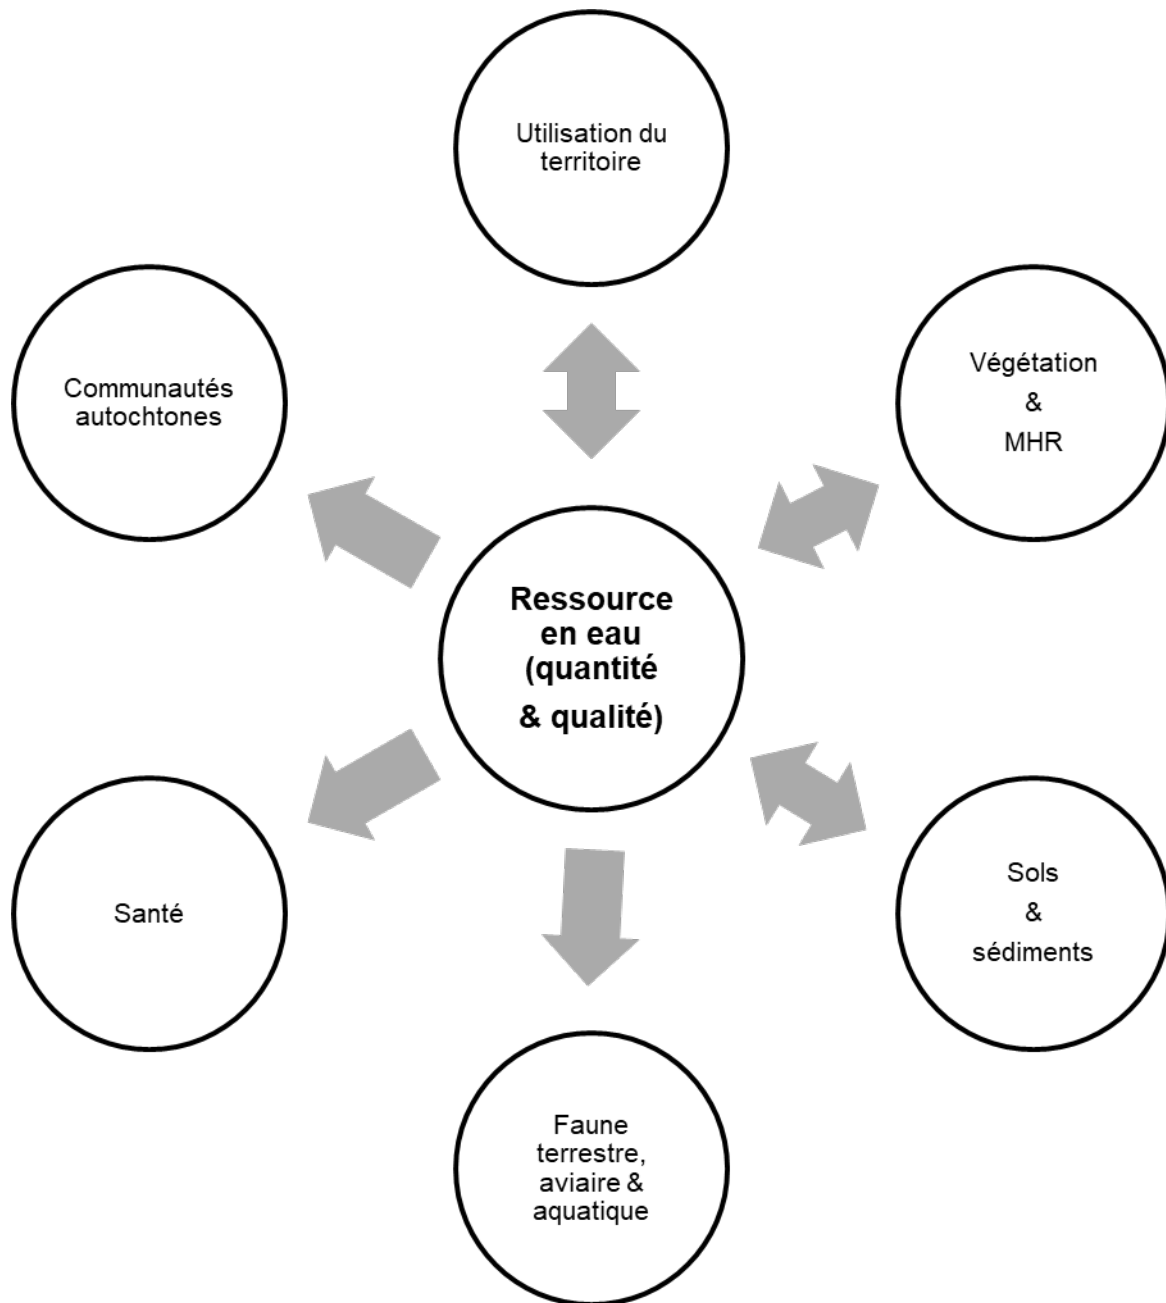 Utilisation du
territoire
Communautés
autochtones
Végétation
&
MHR
Ressource
en eau
(quantité
& qualité)
Santé
Sols
&
sédiments
Faune
terrestre,
aviaire &
aquatique